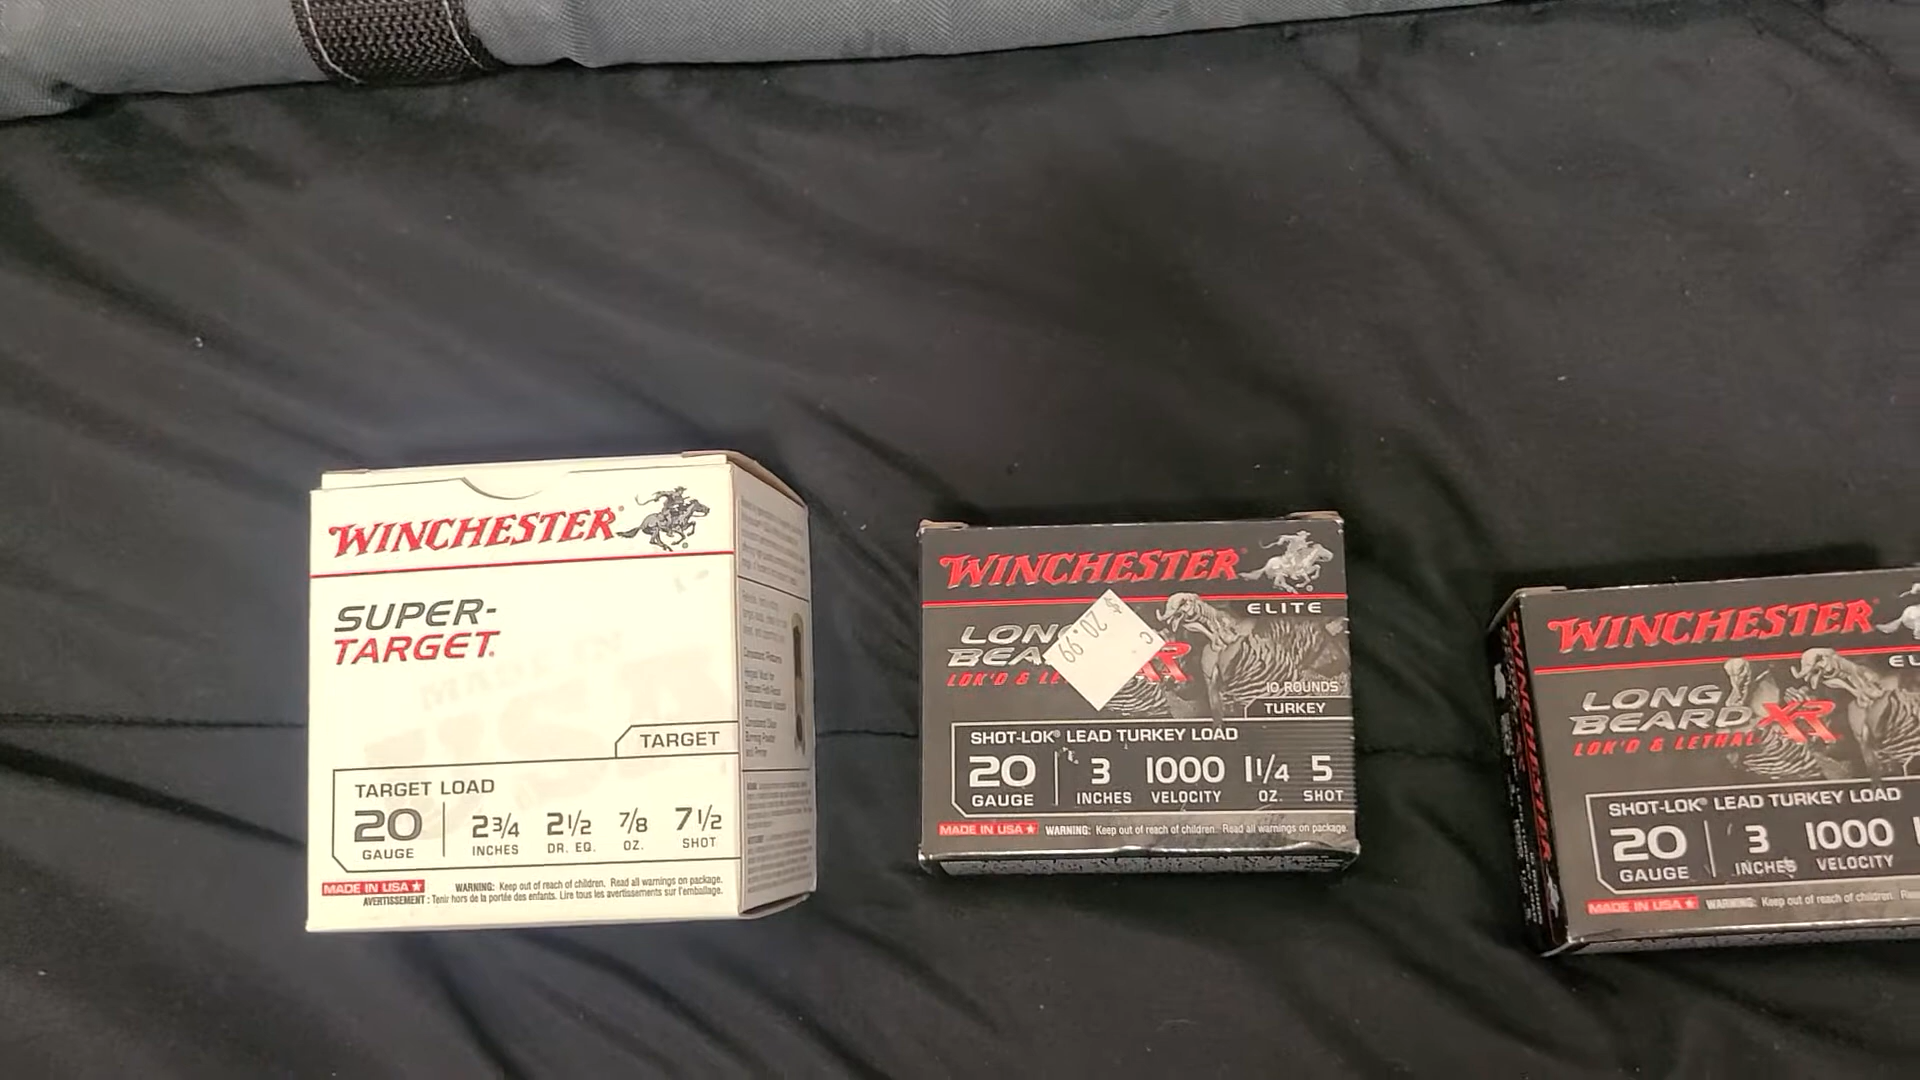 WINCHESTER
SUPER-
TARGET
TARGET
TARGET LOAD
20 2 3/4 2 1/2 7/8 7 1/2
GAUGE INCHES DR. EQ. OZ. SHOT
MADE IN USA WARNING: Keep out of reach of children. Read all warnings on package.
AVERTISSEMENT : Tenir hors de la portée des enfants. Lire tous les avertissements sur l'emballage.
WINCHESTER
ELITE
LONG
$20.99
C
LOK'D &
10 ROUNDS
TURKEY
SHOT-LOK® LEAD TURKEY LOAD
20 3 1000 1 1/4 5
GAUGE INCHES VELOCITY OZ. SHOT
MADE IN USA WARNING: Keep out of reach of children. Read all warnings on package.
WINCHESTER
WINCHESTER
LONG
BEARD XR
LOK'D & LETHAL
SHOT-LOK® LEAD TURKEY LOAD
20 3 1000
GAUGE INCHES VELOCITY
MADE IN USA WARNING: Keep out of reach of children.